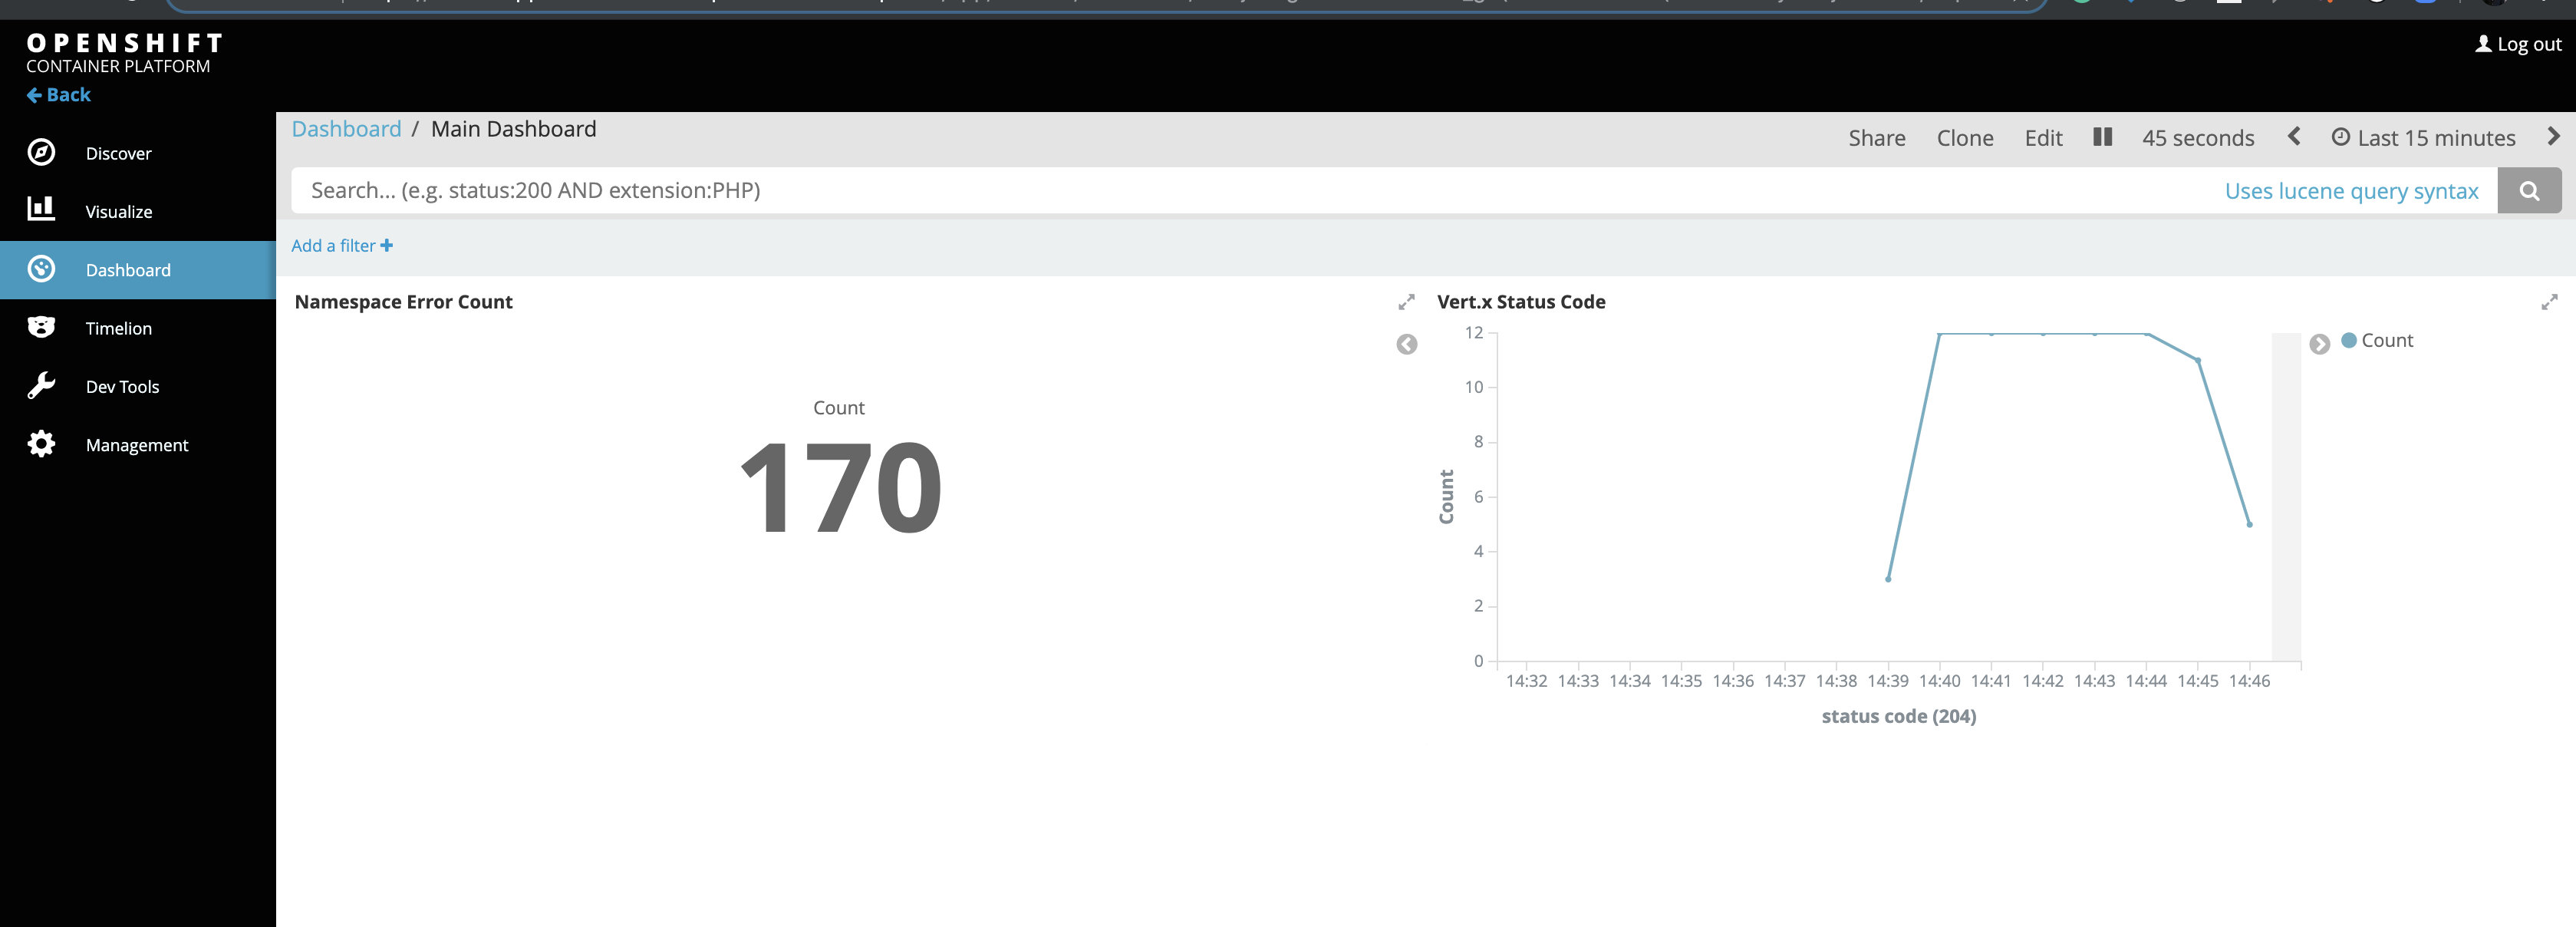 OPENSHIFT
CONTAINER PLATFORM
Back
Log out
Discover
Visualize
Dashboard
Timelion
Dev Tools
Management
Dashboard / Main Dashboard
Share Clone Edit 45 seconds Last 15 minutes
Search... (e.g. status:200 AND extension:PHP)
Uses lucene query syntax
Add a filter
Namespace Error Count
Count
170
Vert.x Status Code
12
10
8
6
4
2
0
Count
14:32 14:33 14:34 14:35 14:36 14:37 14:38 14:39 14:40 14:41 14:42 14:43 14:44 14:45 14:46
status code (204)
Count